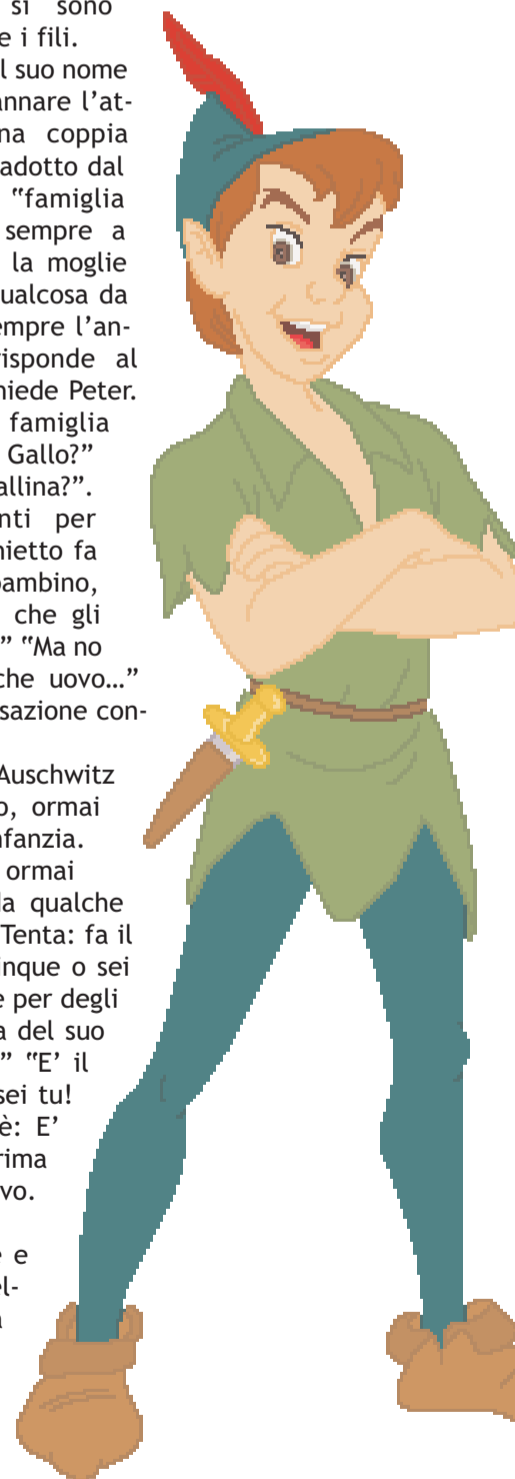 si sono
e i fili.
l suo nome
annare l’at-
na coppia
adotto dal
“famiglia
sempre a
la moglie
ualcosa da
empre l’an-
risponde al
hiede Peter.
famiglia
Gallo?”
allina?”.
nti per
hietto fa
bambino,
che gli
” “Ma no
che uovo…”
sazione con-
Auschwitz
o, ormai
nfanzia.
ormai
da qualche
Tenta: fa il
inque o sei
e per degli
a del suo
” “E’ il
sei tu!
è: E’
rima
vo.
e e
el-